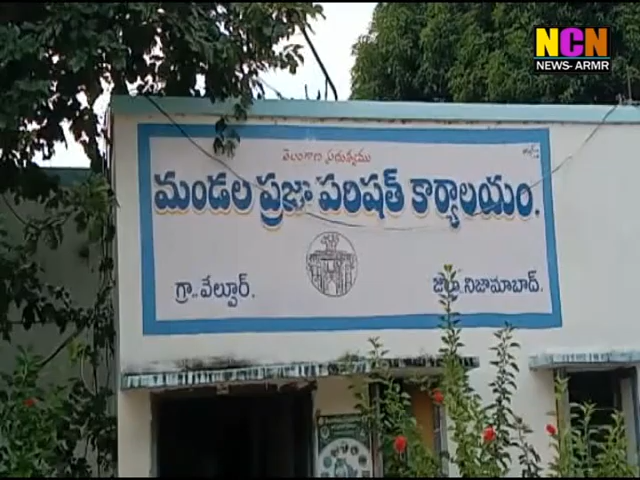 NCN
NEWS- ARMR
తెలంగాణ ప్రభుత్వము
మండల ప్రజా పరిషత్ కార్యాలయం.
గ్రా॥వేల్పూర్.
జిల్లా.నిజామాబాద్.